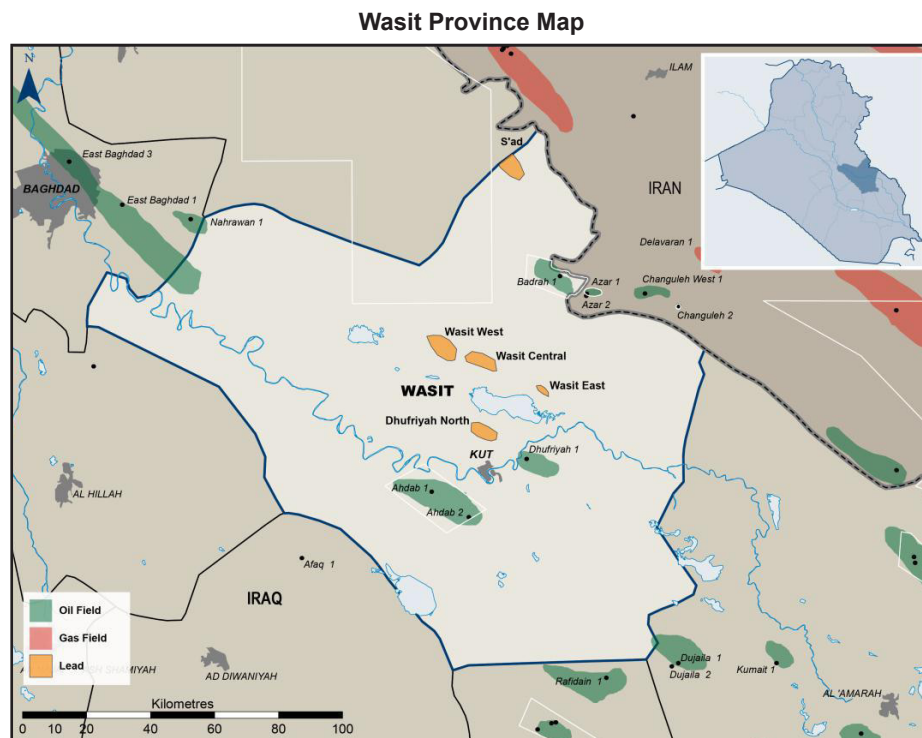 Wasit Province Map
N
ILAM
S'ad
East Baghdad 3
IRAN
BAGHDAD
East Baghdad 1
Nahrawan 1
Delavaran 1
Badrah 1
Azar 1
Changuleh West 1
Azar 2
Changuleh 2
Wasit West
Wasit Central
WASIT
Wasit East
Dhufriyah North
KUT
Dhufriyah 1
AL HILLAH
Ahdab 1
Ahdab 2
Afaq 1
IRAQ
Oil Field
Gas Field
Lead
SHAMIYAH
AD DIWANIYAH
Dujaila 1
Dujaila 2
Kumait 1
Rafidain 1
AL 'AMARAH
Kilometres
0 10 20 40 60 80 100